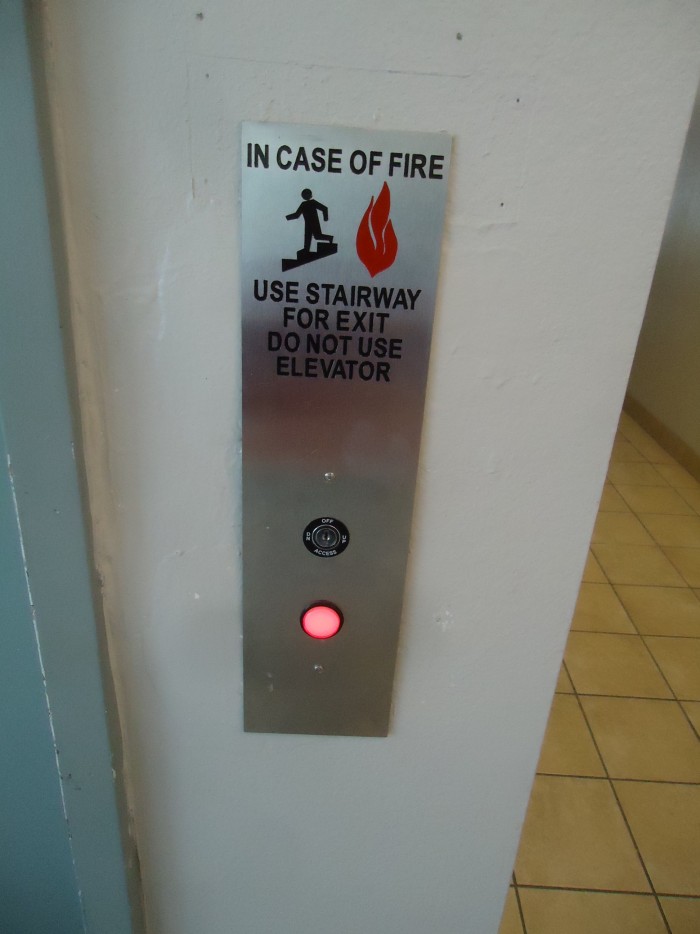 IN CASE OF FIRE
USE STAIRWAY
FOR EXIT
DO NOT USE
ELEVATOR
OFF
ACCESS